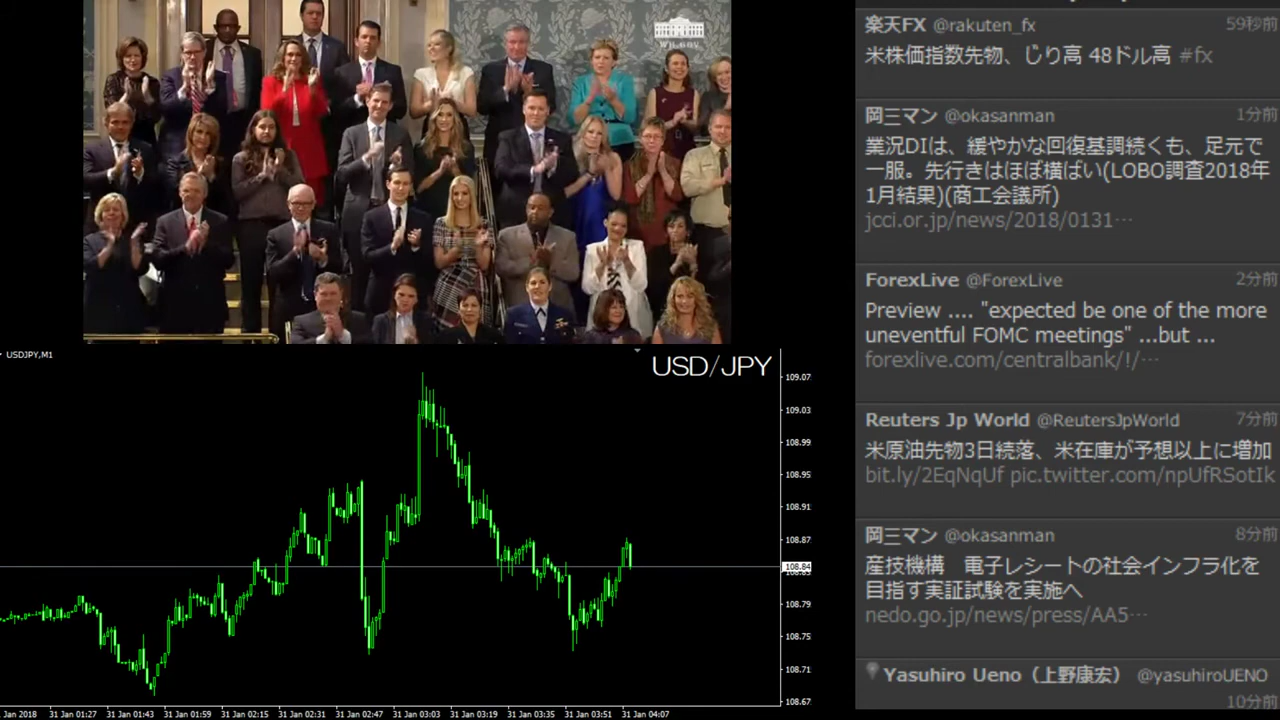 WH.GOV
USDJPY,M1
USD/JPY
109.07
109.03
108.99
108.95
108.91
108.87
108.84
108.79
108.75
108.71
108.67
Jan 2018
31 Jan 01:27
31 Jan 01:43
31 Jan 01:59
31 Jan 02:15
31 Jan 02:31
31 Jan 02:47
31 Jan 03:03
31 Jan 03:19
31 Jan 03:35
31 Jan 03:51
31 Jan 04:07
楽天FX @rakuten_fx 59秒前
米株価指数先物、じり高 48ドル高 #fx
岡三マン @okasanman 1分前
業況DIは、緩やかな回復基調続くも、足元で
一服。先行きはほぼ横ばい(LOBO調査2018年
1月結果)(商工会議所)
jcci.or.jp/news/2018/0131…
ForexLive @ForexLive 2分前
Preview .... "expected be one of the more
uneventful FOMC meetings" ...but ...
forexlive.com/centralbank/!/…
Reuters Jp World @ReutersJpWorld 7分前
米原油先物3日続落、米在庫が予想以上に増加
bit.ly/2EqNqUf pic.twitter.com/npUfRSotIk
岡三マン @okasanman 8分前
産技機構　電子レシートの社会インフラ化を
目指す実証試験を実施へ
nedo.go.jp/news/press/AA5…
Yasuhiro Ueno（上野康宏） @yasuhiroUENO
10分前